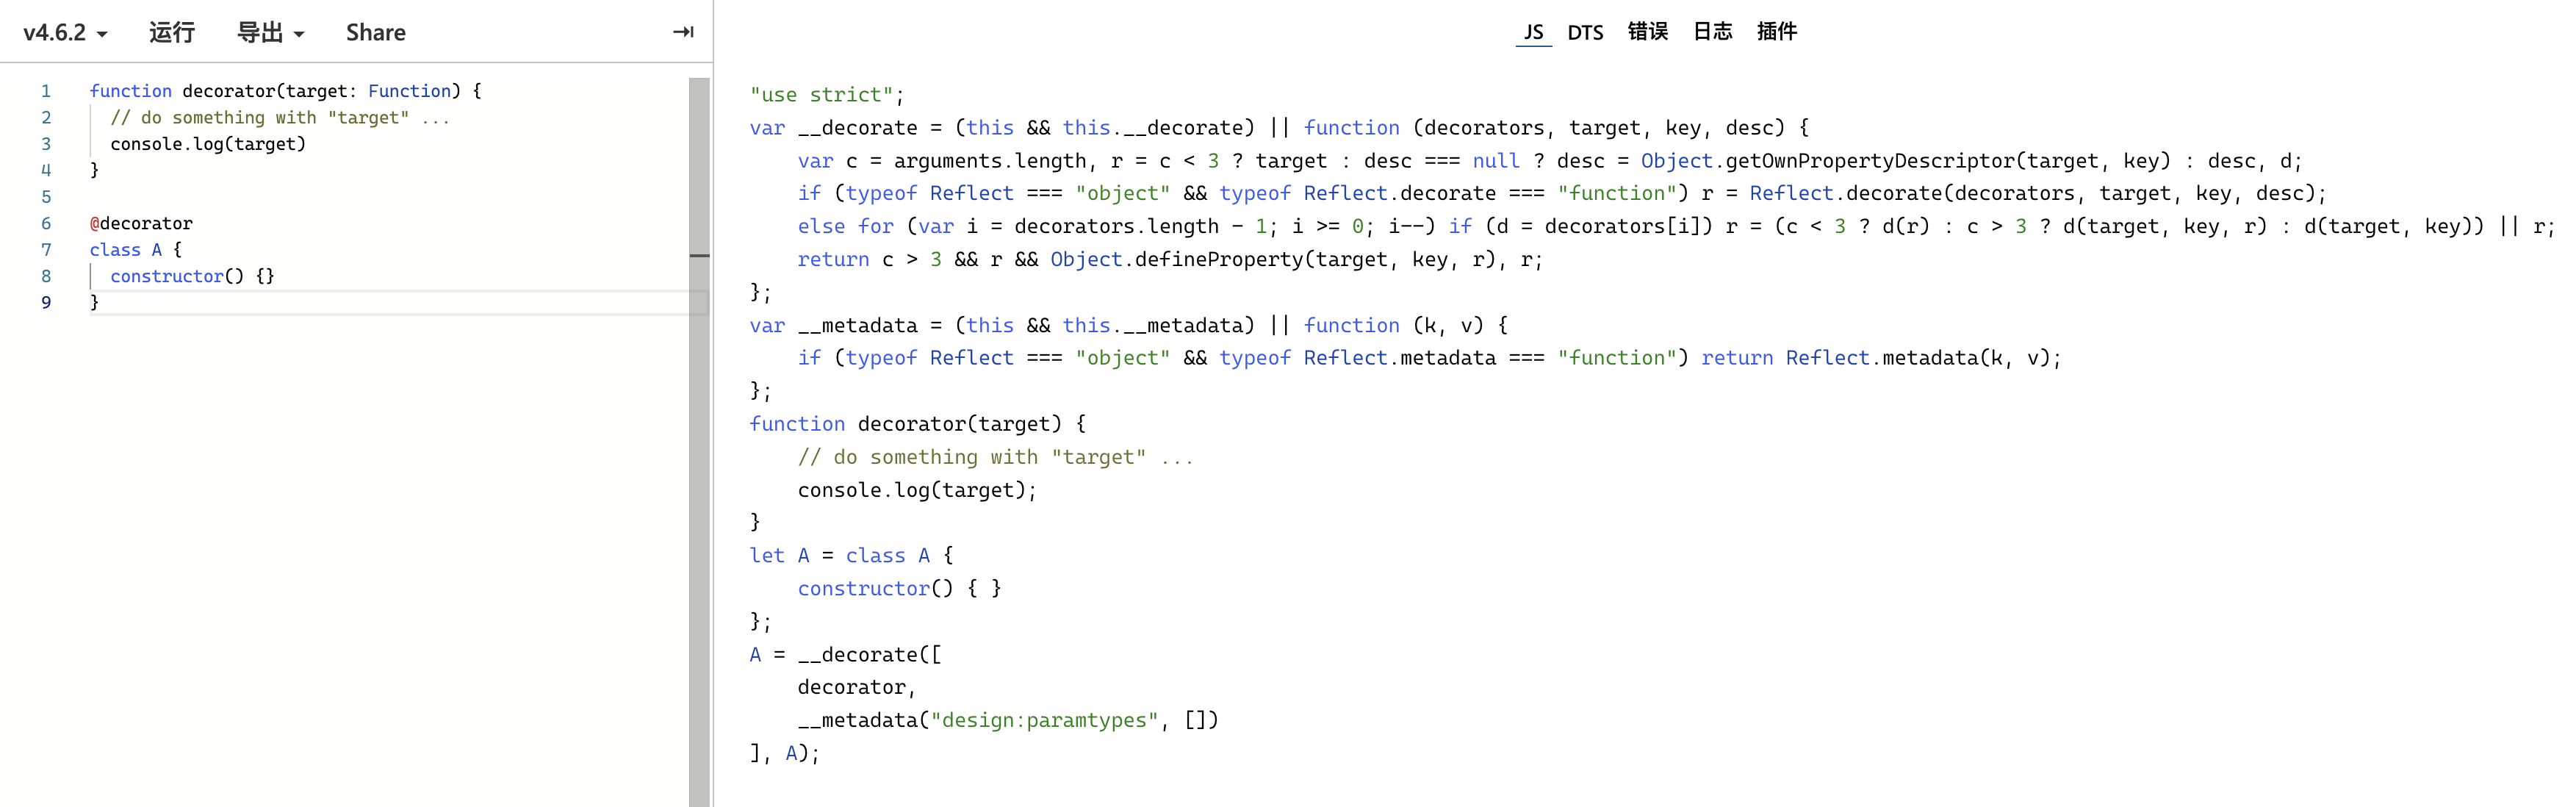 v4.6.2 运行 导出 Share
1 function decorator(target: Function) {
2 // do something with "target" ...
3 console.log(target)
4 }
5
6 @decorator
7 class A {
8 constructor() {}
9 }
JS DTS 错误 日志 插件
"use strict";
var __decorate = (this && this.__decorate) || function (decorators, target, key, desc) {
    var c = arguments.length, r = c < 3 ? target : desc === null ? desc = Object.getOwnPropertyDescriptor(target, key) : desc, d;
    if (typeof Reflect === "object" && typeof Reflect.decorate === "function") r = Reflect.decorate(decorators, target, key, desc);
    else for (var i = decorators.length - 1; i >= 0; i--) if (d = decorators[i]) r = (c < 3 ? d(r) : c > 3 ? d(target, key, r) : d(target, key)) || r;
    return c > 3 && r && Object.defineProperty(target, key, r), r;
};
var __metadata = (this && this.__metadata) || function (k, v) {
    if (typeof Reflect === "object" && typeof Reflect.metadata === "function") return Reflect.metadata(k, v);
};
function decorator(target) {
    // do something with "target" ...
    console.log(target);
}
let A = class A {
    constructor() { }
};
A = __decorate([
    decorator,
    __metadata("design:paramtypes", [])
], A);